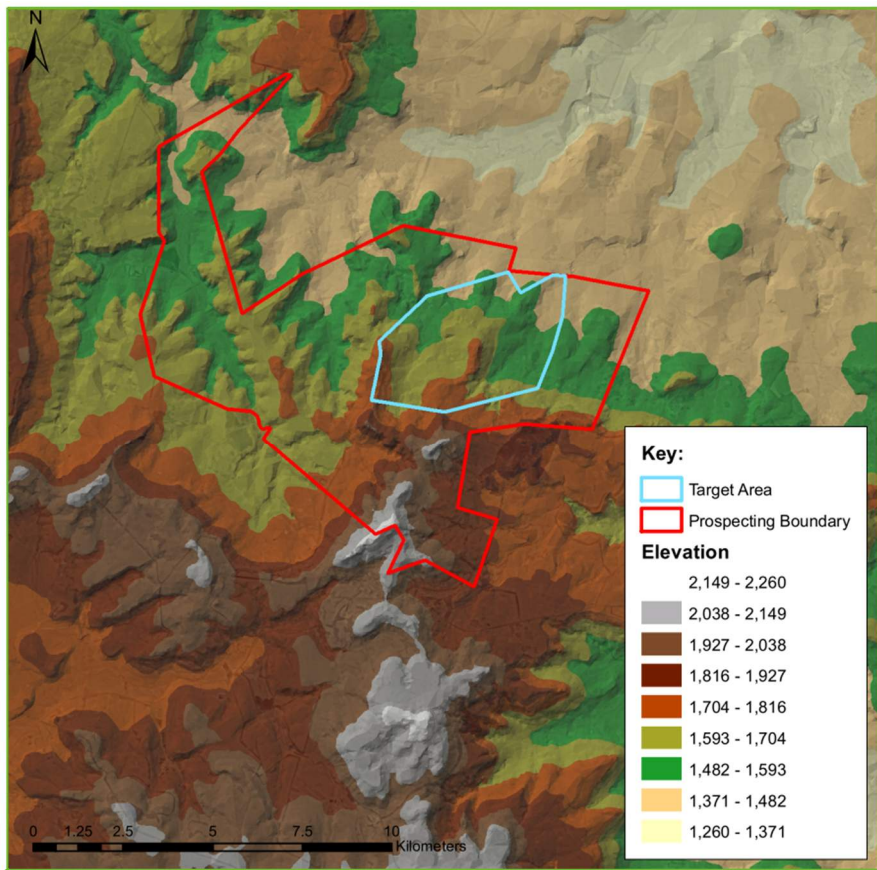 N
Key:
Target Area
Prospecting Boundary
Elevation
2,149 - 2,260
2,038 - 2,149
1,927 - 2,038
1,816 - 1,927
1,704 - 1,816
1,593 - 1,704
1,482 - 1,593
1,371 - 1,482
1,260 - 1,371
0 1.25 2.5 5 7.5 10
Kilometers